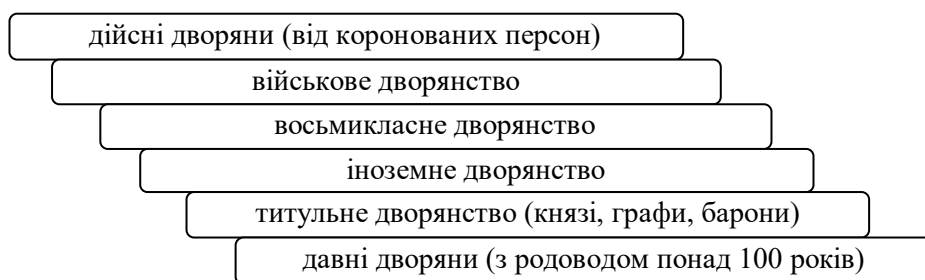 дійсні дворяни (від коронованих персон)
військове дворянство
восьмикласне дворянство
іноземне дворянство
титульне дворянство (князі, графи, барони)
давні дворяни (з родоводом понад 100 років)